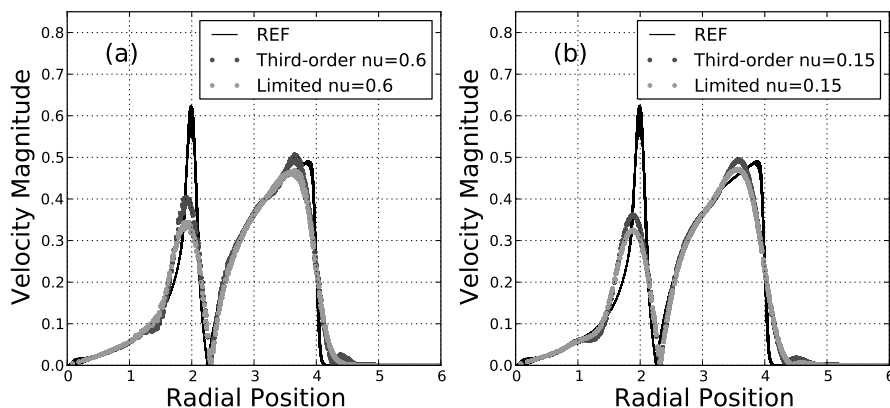 (a)
REF
Third-order nu=0.6
Limited nu=0.6
Velocity Magnitude
0.8
0.7
0.6
0.5
0.4
0.3
0.2
0.1
0.0
0 1 2 3 4 5 6
Radial Position
(b)
REF
Third-order nu=0.15
Limited nu=0.15
Velocity Magnitude
0.8
0.7
0.6
0.5
0.4
0.3
0.2
0.1
0.0
0 1 2 3 4 5 6
Radial Position